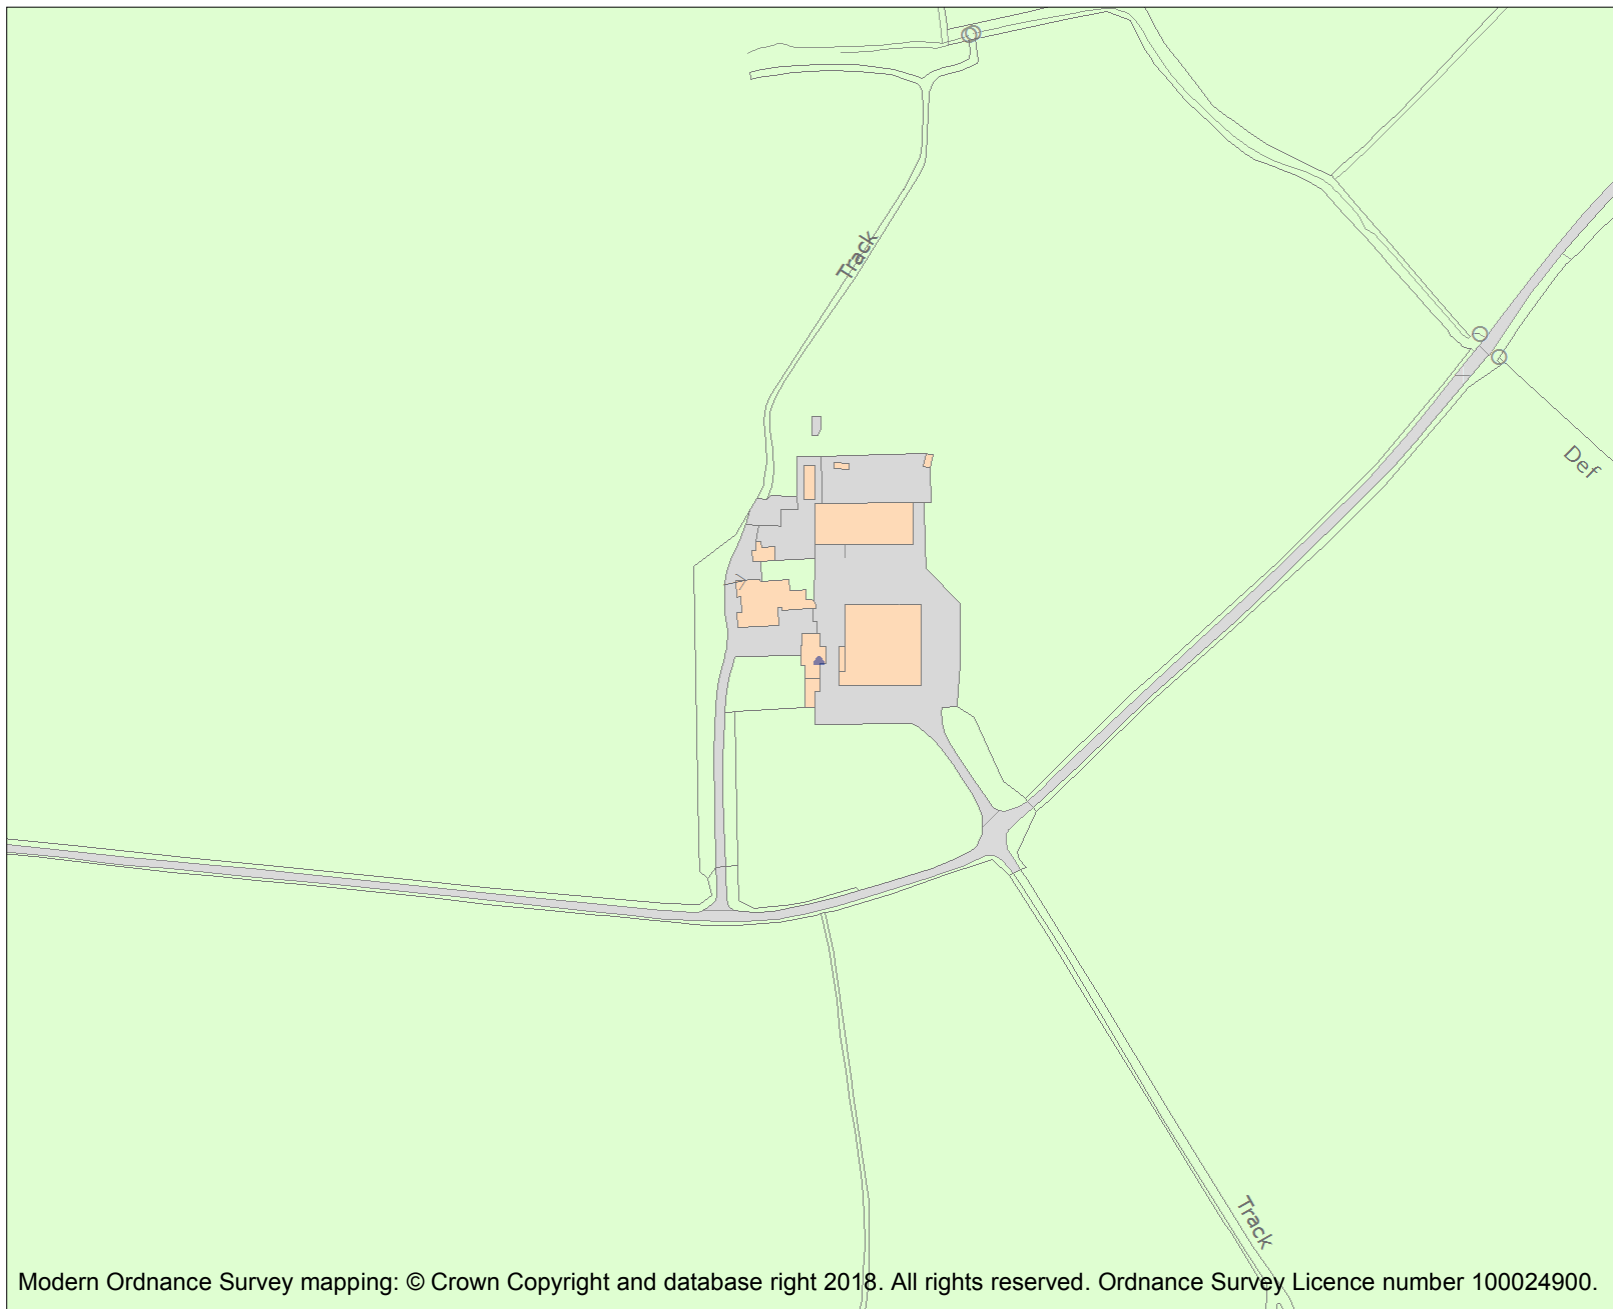 Track
Def
Track
Modern Ordnance Survey mapping: © Crown Copyright and database right 2018. All rights reserved. Ordnance Survey Licence number 100024900.